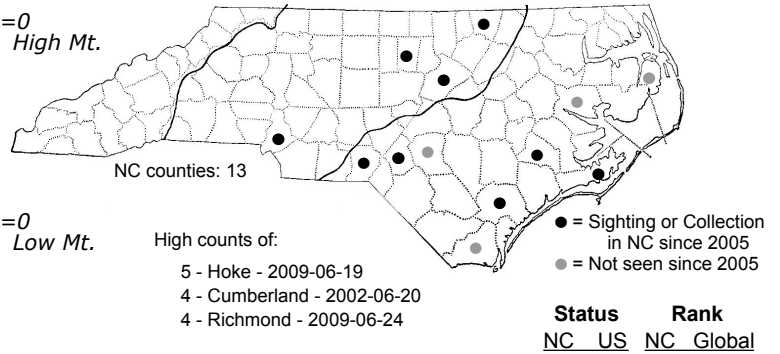 =0
High Mt.
NC counties: 13
=0
Low Mt.
High counts of:
5 - Hoke - 2009-06-19
4 - Cumberland - 2002-06-20
4 - Richmond - 2009-06-24
● = Sighting or Collection
in NC since 2005
● = Not seen since 2005
Status Rank
NC US NC Global